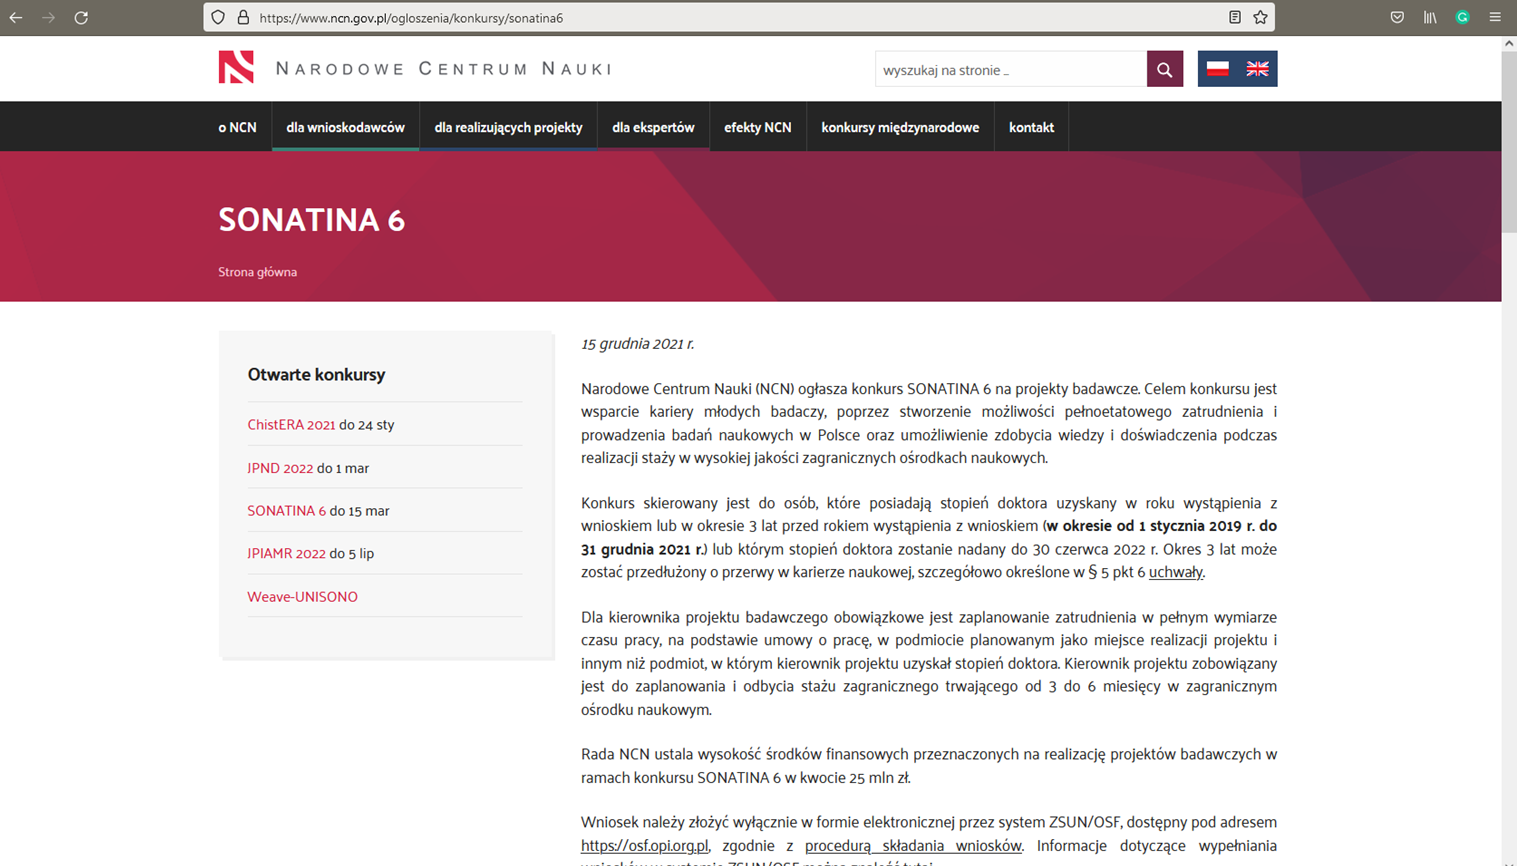 https://www.ncn.gov.pl/ogloszenia/konkursy/sonatina6
NARODOWE CENTRUM NAUKI
wyszukaj na stronie ...
o NCN
dla wnioskodawców
dla realizujących projekty
dla ekspertów
efekty NCN
konkursy międzynarodowe
kontakt
SONATINA 6
Strona główna
Otwarte konkursy
ChistERA 2021 do 24 sty
JPND 2022 do 1 mar
SONATINA 6 do 15 mar
JPIAMR 2022 do 5 lip
Weave-UNISONO
15 grudnia 2021 r.
Narodowe Centrum Nauki (NCN) ogłasza konkurs SONATINA 6 na projekty badawcze. Celem konkursu jest
wsparcie kariery młodych badaczy, poprzez stworzenie możliwości pełnoetatowego zatrudnienia i
prowadzenia badań naukowych w Polsce oraz umożliwienie zdobycia wiedzy i doświadczenia podczas
realizacji staży w wysokiej jakości zagranicznych ośrodkach naukowych.
Konkurs skierowany jest do osób, które posiadają stopień doktora uzyskany w roku wystąpienia z
wnioskiem lub w okresie 3 lat przed rokiem wystąpienia z wnioskiem (w okresie od 1 stycznia 2019 r. do
31 grudnia 2021 r.) lub którym stopień doktora zostanie nadany do 30 czerwca 2022 r. Okres 3 lat może
zostać przedłużony o przerwy w karierze naukowej, szczegółowo określone w § 5 pkt 6 uchwały.
Dla kierownika projektu badawczego obowiązkowe jest zaplanowanie zatrudnienia w pełnym wymiarze
czasu pracy, na podstawie umowy o pracę, w podmiocie planowanym jako miejsce realizacji projektu i
innym niż podmiot, w którym kierownik projektu uzyskał stopień doktora. Kierownik projektu zobowiązany
jest do zaplanowania i odbycia stażu zagranicznego trwającego od 3 do 6 miesięcy w zagranicznym
ośrodku naukowym.
Rada NCN ustala wysokość środków finansowych przeznaczonych na realizację projektów badawczych w
ramach konkursu SONATINA 6 w kwocie 25 mln zł.
Wniosek należy złożyć wyłącznie w formie elektronicznej przez system ZSUN/OSF, dostępny pod adresem
https://osf.opi.org.pl, zgodnie z procedurą składania wniosków. Informacje dotyczące wypełniania